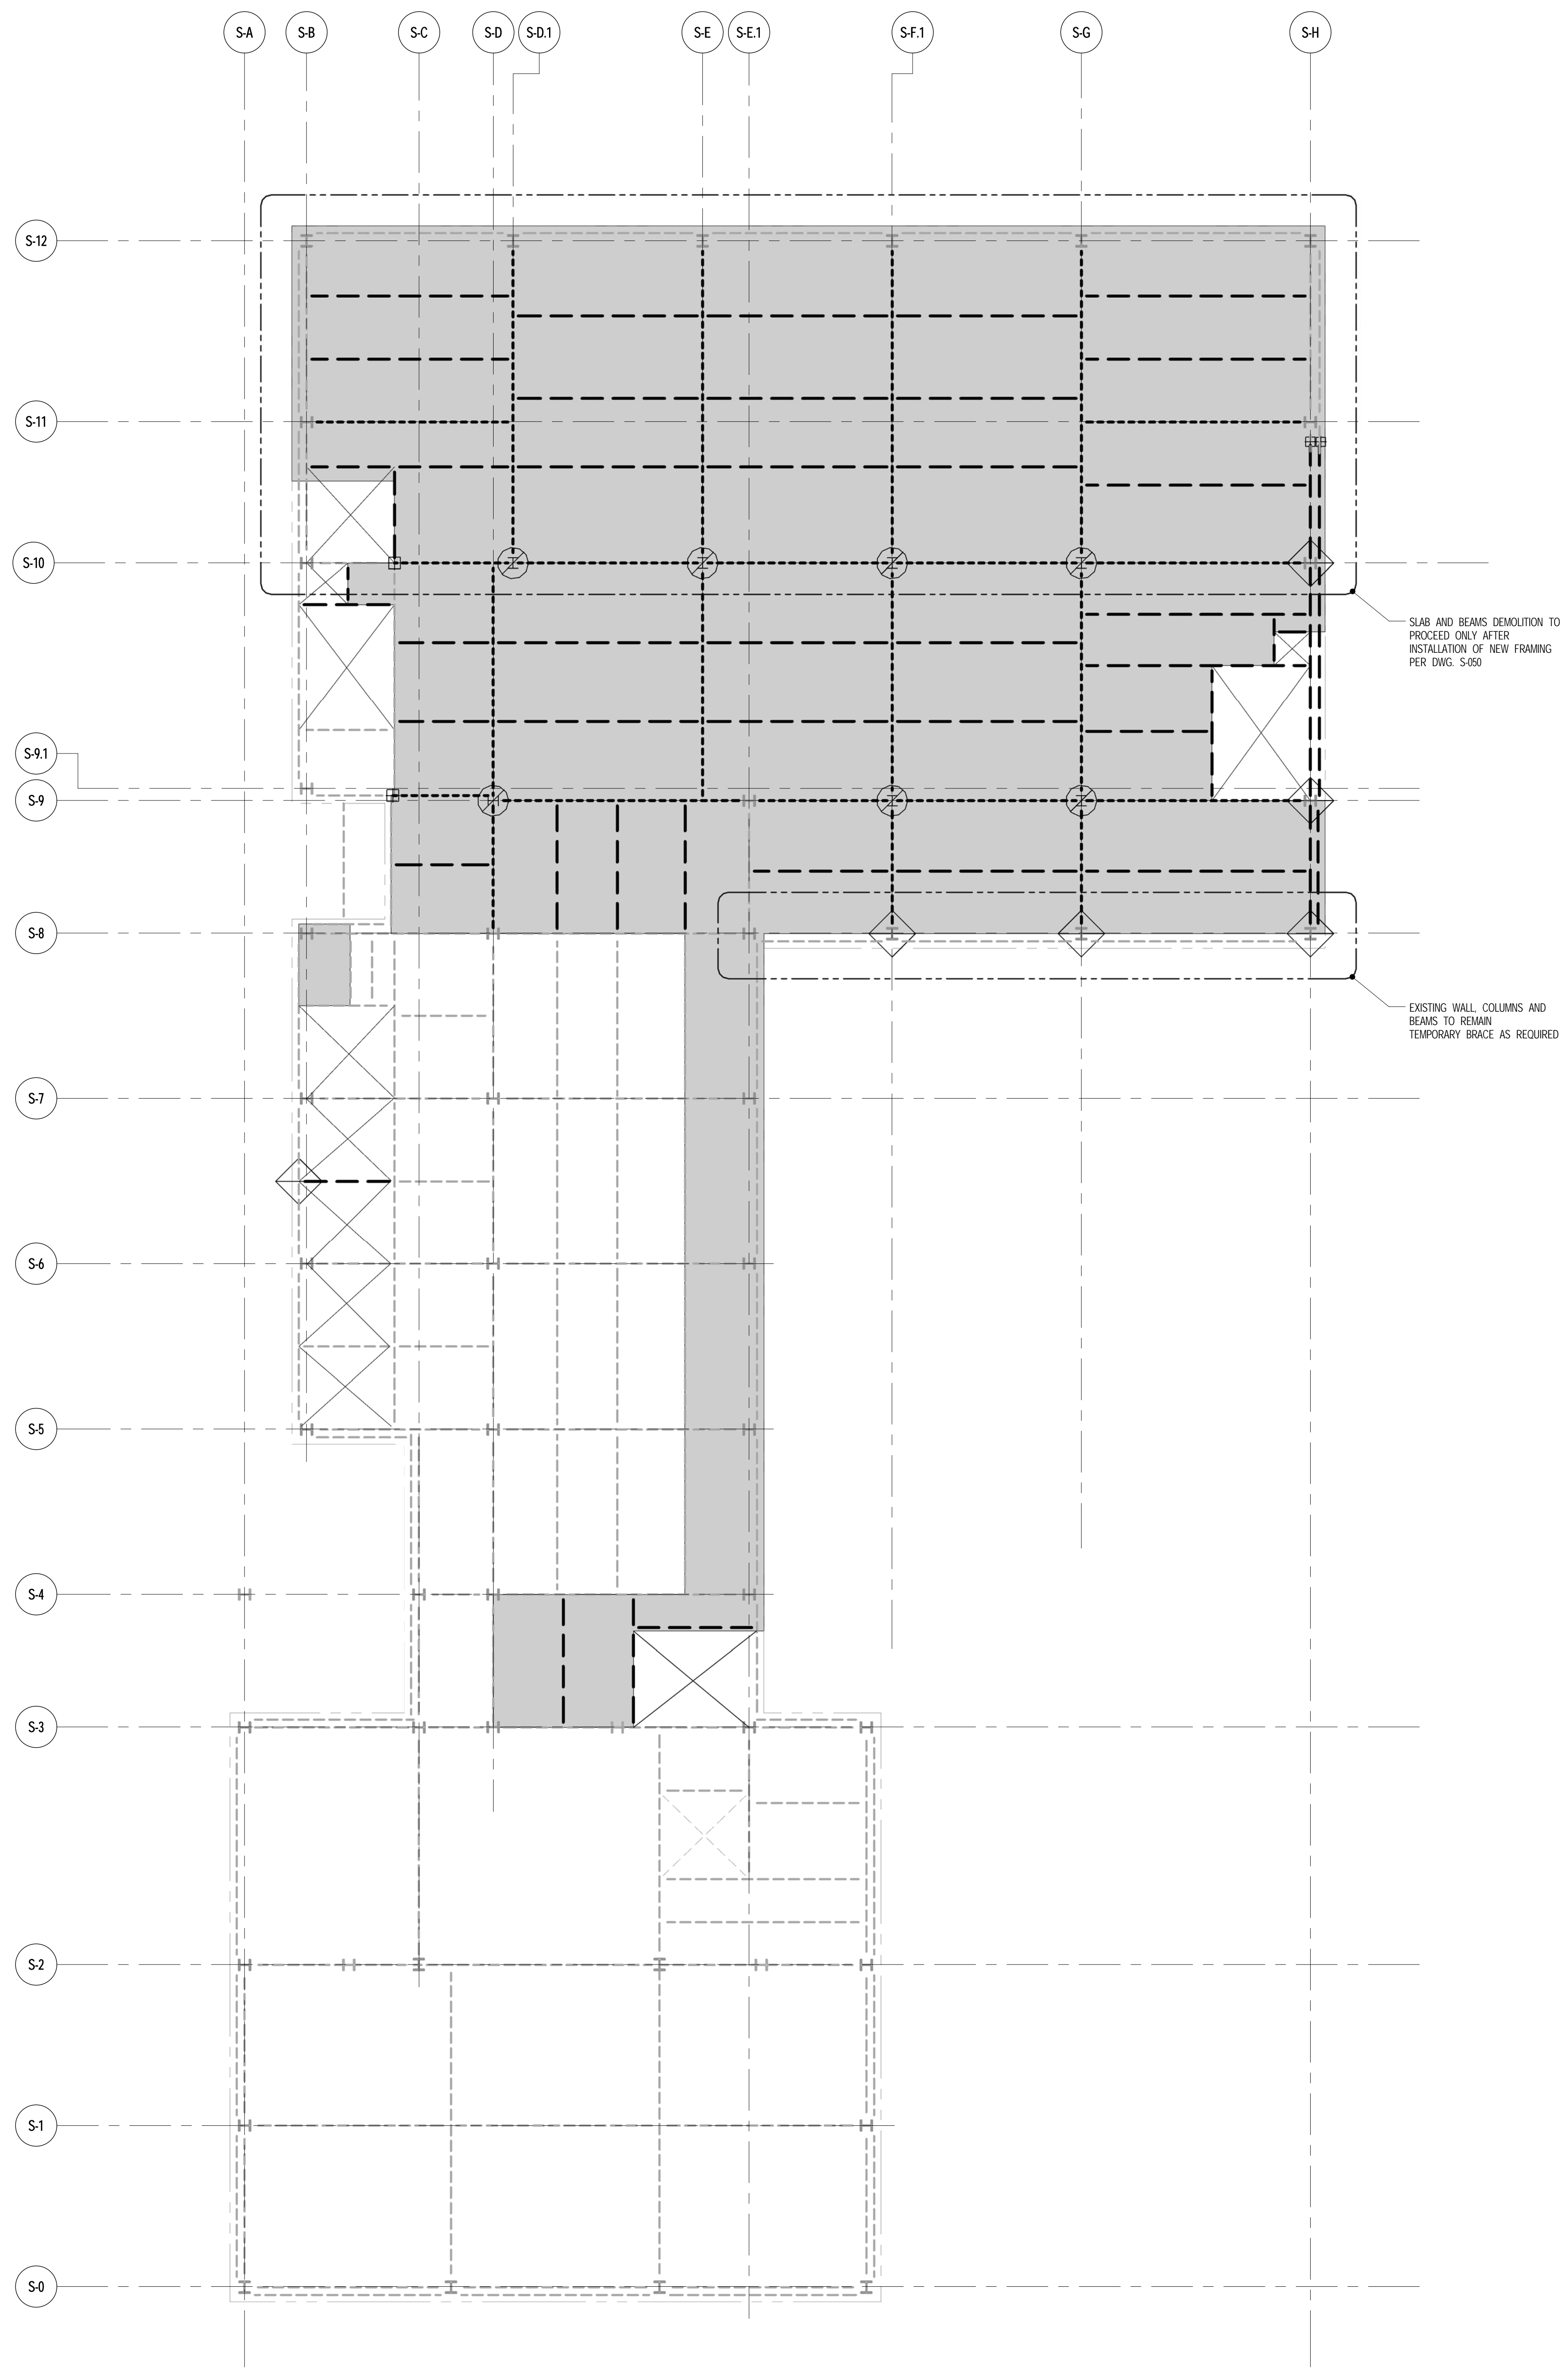 S-A
S-B
S-C
S-D
S-D.1
S-E
S-E.1
S-F.1
S-G
S-H
S-12
S-11
S-10
SLAB AND BEAMS DEMOLITION TO
PROCEED ONLY AFTER
INSTALLATION OF NEW FRAMING
PER DWG. S-050
S-9.1
S-9
S-8
EXISTING WALL, COLUMNS AND
BEAMS TO REMAIN
TEMPORARY BRACE AS REQUIRED
S-7
S-6
S-5
S-4
S-3
S-2
S-1
S-0